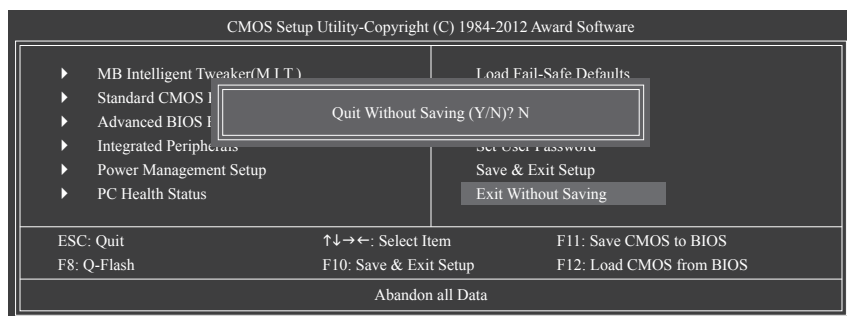 CMOS Setup Utility-Copyright (C) 1984-2012 Award Software
MB Intelligent Tweaker(M.I.T.)
Standard CMOS
Advanced BIOS
Integrated Peripherals
Power Management Setup
PC Health Status
Load Fail-Safe Defaults
Set User Password
Save & Exit Setup
Exit Without Saving
Quit Without Saving (Y/N)? N
ESC: Quit
↑↓→←: Select Item
F11: Save CMOS to BIOS
F8: Q-Flash
F10: Save & Exit Setup
F12: Load CMOS from BIOS
Abandon all Data